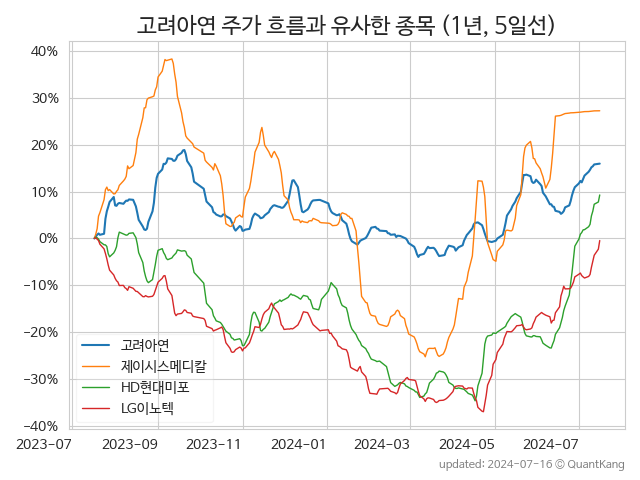 고려아연 주가 흐름과 유사한 종목 (1년, 5일선)
40%
30%
20%
10%
0%
−10%
−20%
−30%
−40%
고려아연
제이시스메디칼
HD현대미포
LG이노텍
2023-07 2023-09 2023-11 2024-01 2024-03 2024-05 2024-07
updated: 2024-07-16 © QuantKang